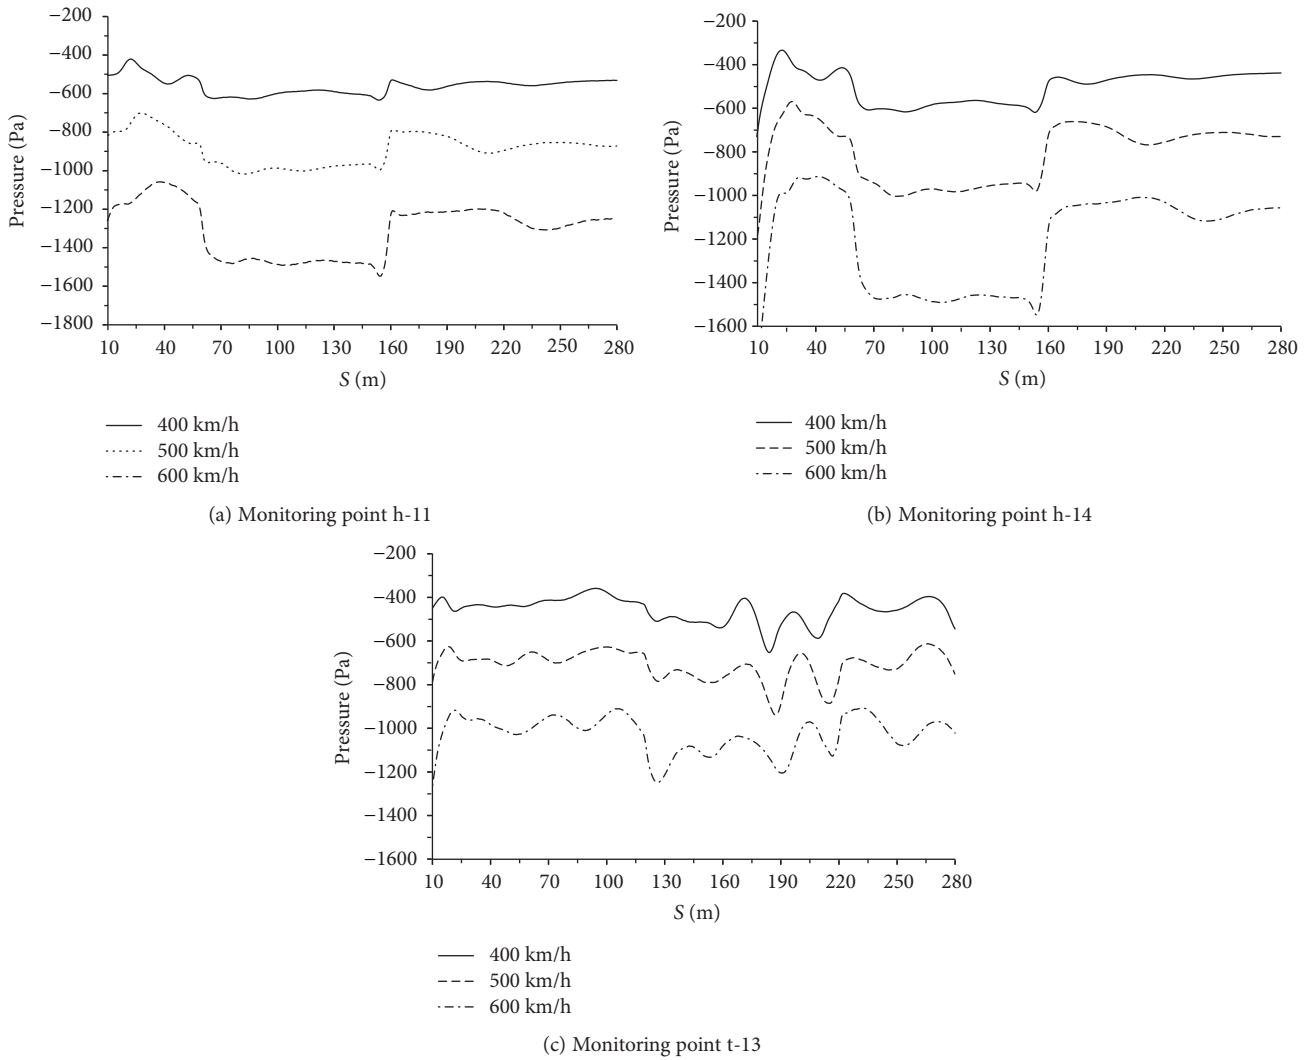 −200
−400
−600
−800
−1000
−1200
−1400
−1600
−1800
Pressure (Pa)
10 40 70 100 130 160 190 220 250 280
S (m)
400 km/h
500 km/h
600 km/h
(a) Monitoring point h-11
−200
−400
−600
−800
−1000
−1200
−1400
−1600
Pressure (Pa)
10 40 70 100 130 160 190 220 250 280
S (m)
400 km/h
500 km/h
600 km/h
(b) Monitoring point h-14
−200
−400
−600
−800
−1000
−1200
−1400
−1600
Pressure (Pa)
10 40 70 100 130 160 190 220 250 280
S (m)
400 km/h
500 km/h
600 km/h
(c) Monitoring point t-13